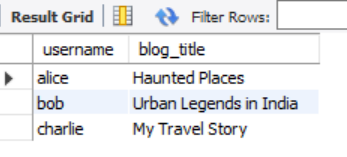 Result Grid Filter Rows:
username blog_title
alice Haunted Places
bob Urban Legends in India
charlie My Travel Story